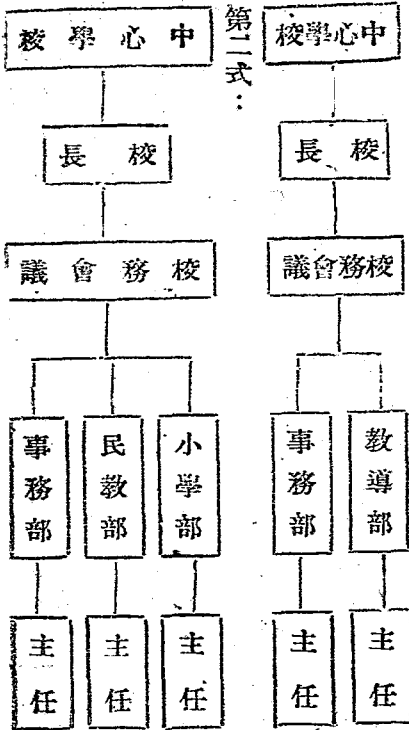 中心學校
校長
校務會議
教導部
事務部
主任
主任
第二式：
中心學校
校長
校務會議
小學部
民教部
事務部
主任
主任
主任